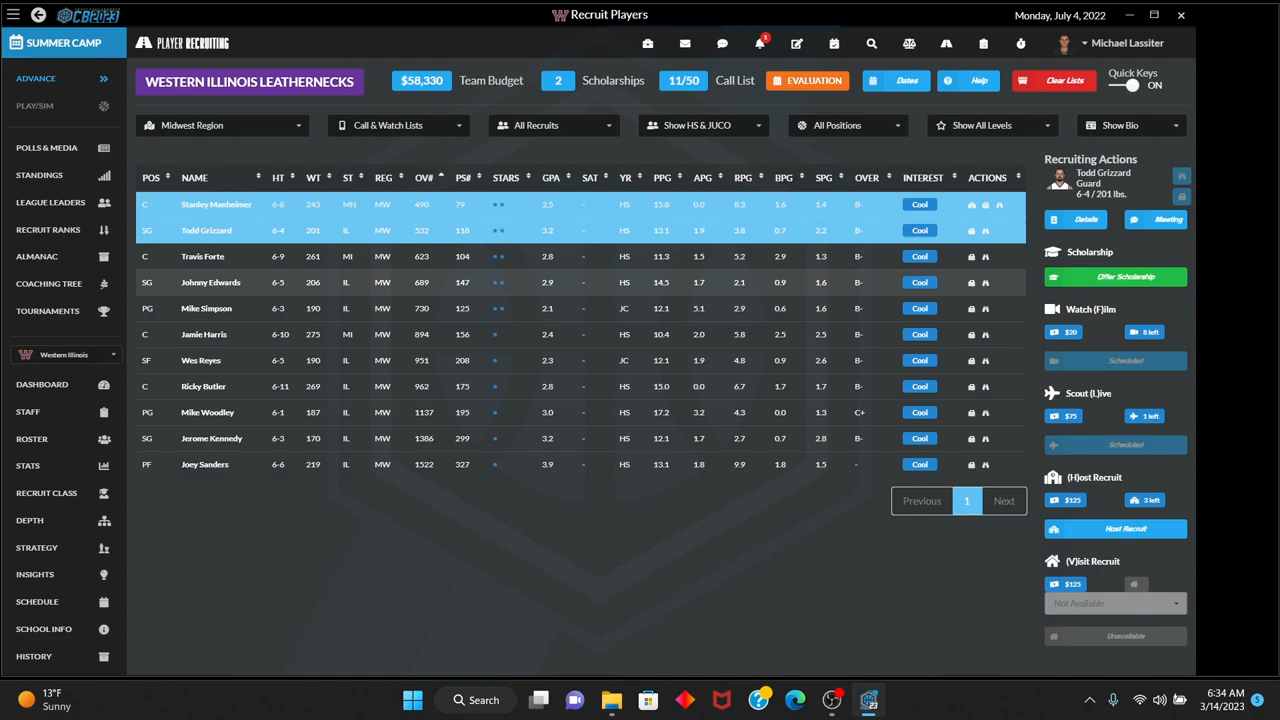 CB2023 Recruit Players Monday, July 4, 2022
SUMMER CAMP PLAYER RECRUITING 1 Michael Lassiter
ADVANCE WESTERN ILLINOIS LEATHERNECKS $58,330 Team Budget 2 Scholarships 11/50 Call List EVALUATION Dates Help Clear Lists Quick Keys ON
PLAY/SIM
Midwest Region Call & Watch Lists All Recruits Show HS & JUCO All Positions Show All Levels Show Bio
POLLS & MEDIA
STANDINGS
LEAGUE LEADERS
RECRUIT RANKS
ALMANAC
COACHING TREE
TOURNAMENTS
Western Illinois
DASHBOARD
STAFF
ROSTER
STATS
RECRUIT CLASS
DEPTH
STRATEGY
INSIGHTS
SCHEDULE
SCHOOL INFO
HISTORY
POS NAME HT WT ST REG OV# PS# STARS GPA SAT YR PPG APG RPG BPG SPG OVER INTEREST ACTIONS
C Stanley Manheimer 6-8 243 MN MW 490 79 2.5 - HS 15.8 0.0 8.3 1.6 1.4 B- Cool
SG Todd Grizzard 6-4 201 IL MW 532 118 3.2 - HS 13.1 1.9 3.8 0.7 2.2 B- Cool
C Travis Forte 6-9 261 MI MW 623 104 2.8 - HS 11.3 1.5 5.2 2.9 1.3 B- Cool
SG Johnny Edwards 6-5 206 IL MW 689 147 2.9 - HS 14.5 1.7 2.1 0.9 1.6 B- Cool
PG Mike Simpson 6-3 190 IL MW 730 125 2.1 - JC 12.1 5.1 2.9 0.6 1.6 B- Cool
C Jamie Harris 6-10 275 MI MW 894 156 2.4 - HS 10.4 2.0 5.8 2.5 2.5 B- Cool
SF Wes Reyes 6-5 190 IL MW 951 208 2.3 - JC 12.1 1.9 4.8 0.9 2.6 B- Cool
C Ricky Butler 6-11 269 IL MW 962 175 2.8 - HS 15.0 0.0 6.7 1.7 1.7 B- Cool
PG Mike Woodley 6-1 187 IL MW 1137 195 3.0 - HS 17.2 3.2 4.3 0.0 1.3 C+ Cool
SG Jerome Kennedy 6-3 170 IL MW 1386 299 3.2 - HS 12.1 1.7 2.7 0.9 2.8 B- Cool
PF Joey Sanders 6-6 219 IL MW 1522 327 3.9 - HS 13.1 1.8 9.9 1.8 1.5 - Cool
Previous 1 Next
Recruiting Actions
Todd Grizzard
Guard
6-4 / 201 lbs.
Details Meeting
Scholarship
Offer Scholarship
Watch (F)ilm
$20 8 left
Scheduled
Scout (L)ive
$75 1 left
Scheduled
(H)ost Recruit
$125 3 left
Host Recruit
(V)isit Recruit
$125
Not Available
Unavailable
13°F
Sunny
Search
6:34 AM
3/14/2023
5